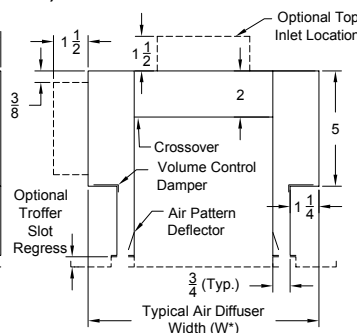 Optional Top
Inlet Location
1 1/2
1 1/2
3/8
2
5
Crossover
Volume Control
Damper
Optional
Troffer
Slot
Regress
Air Pattern
Deflector
1 1/4
3/4 (Typ.)
Typical Air Diffuser
Width (W*)